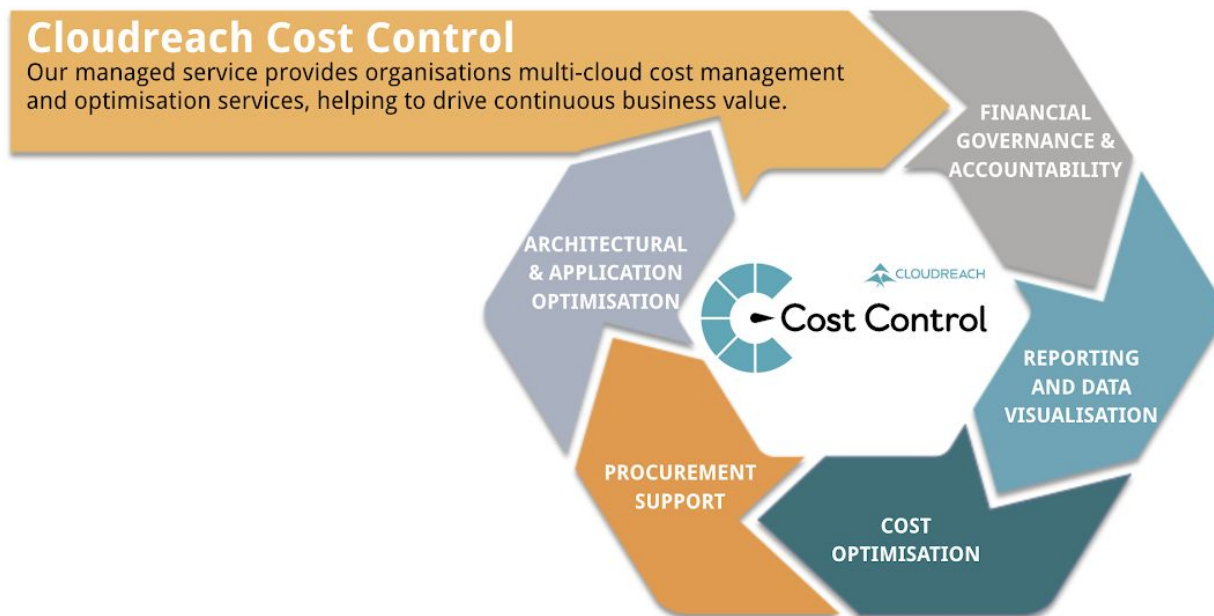 Cloudreach Cost Control
Our managed service provides organisations multi-cloud cost management
and optimisation services, helping to drive continuous business value.
FINANCIAL
GOVERNANCE &
ACCOUNTABILITY
REPORTING
AND DATA
VISUALISATION
COST
OPTIMISATION
PROCUREMENT
SUPPORT
ARCHITECTURAL
& APPLICATION
OPTIMISATION
CLOUDREACH
Cost Control